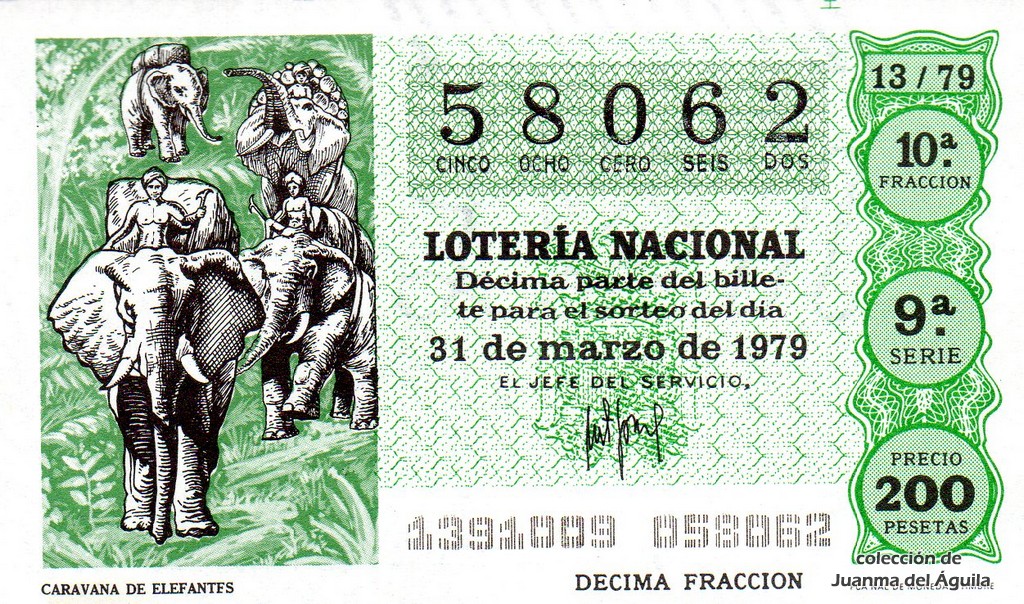 58062
CINCO OCHO CERO SEIS DOS
LOTERÍA NACIONAL
Décima parte del bille-
te para el sorteo del día
31 de marzo de 1979
EL JEFE DEL SERVICIO,
13 / 79
10ª.
FRACCION
9ª.
SERIE
PRECIO
200
PESETAS
1391009 058062
CARAVANA DE ELEFANTES
DECIMA FRACCION
colección de
Juanma del Águila